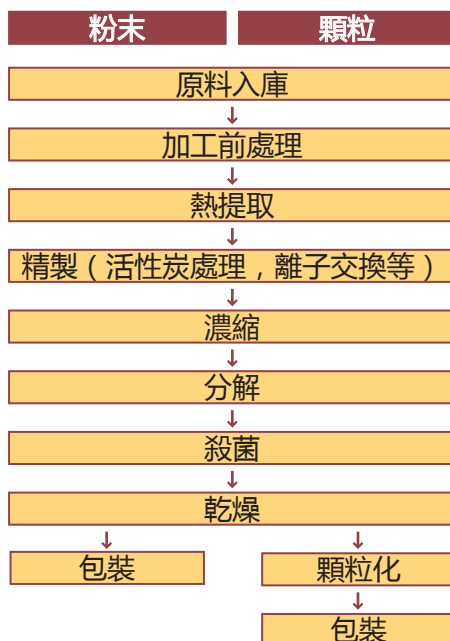 粉末
顆粒
原料入庫
↓
加工前處理
↓
熱提取
↓
精製（活性炭處理，離子交換等）
↓
濃縮
↓
分解
↓
殺菌
↓
乾燥
↓ ↓
包裝 顆粒化
↓
包裝